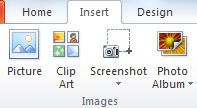 Home Insert Design
Picture Clip Screenshot Photo
Art Album
Images